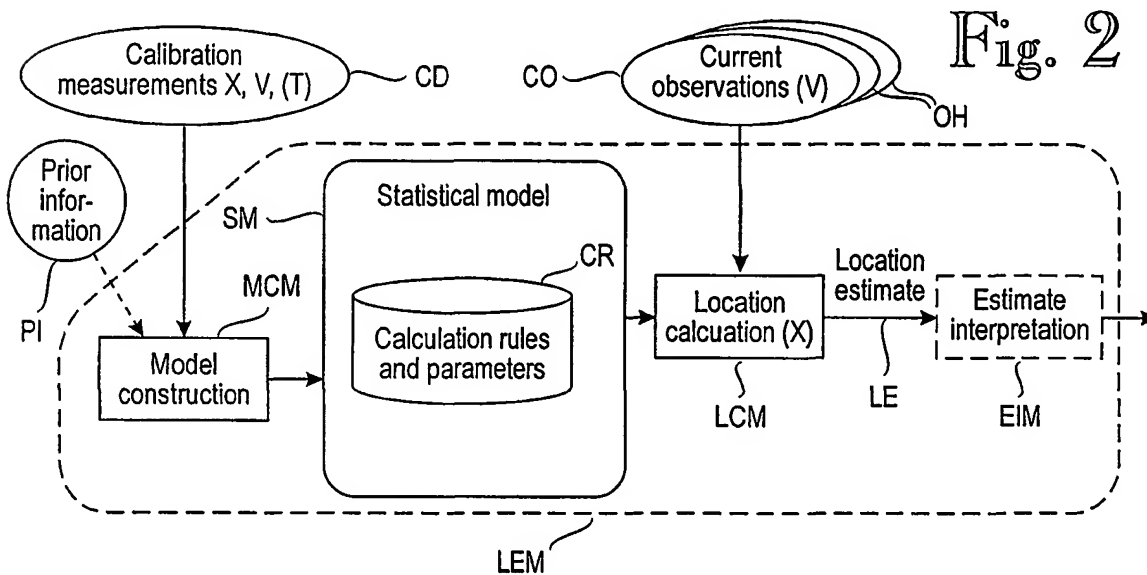 Fig. 2
Calibration
measurements X, V, (T)
CD
CO
Current
observations (V)
OH
Prior
infor-
mation
PI
SM
Statistical model
CR
Calculation rules
and parameters
MCM
Model
construction
Location
calcuation (X)
LCM
Location
estimate
LE
Estimate
interpretation
EIM
LEM